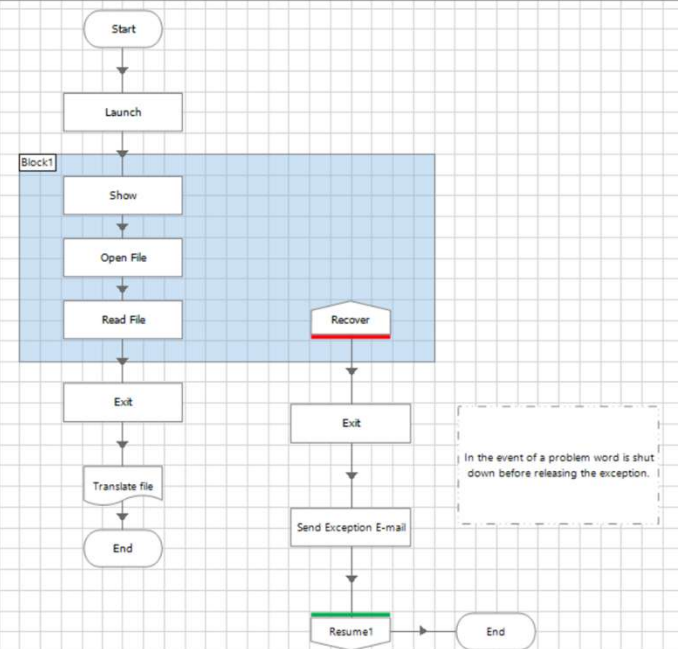 Start
Launch
Block1
Show
Open File
Read File
Recover
Exit
Exit
In the event of a problem word is shut
down before releasing the exception.
Translate file
Send Exception E-mail
End
Resume1
End